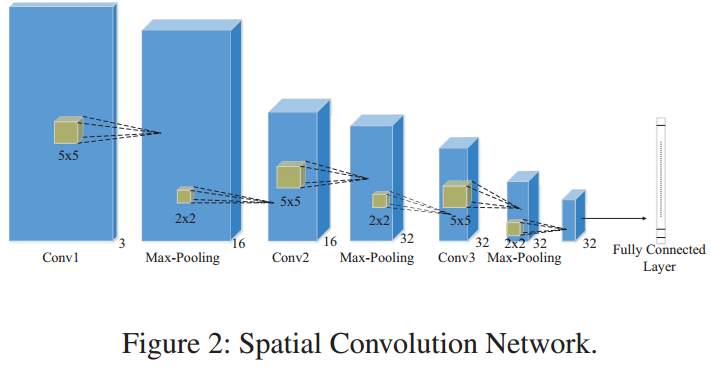 5x5
2x2
5x5
2x2
5x5
2x2
3
16
16
32
32
32
32
Conv1
Max-Pooling
Conv2
Max-Pooling
Conv3
Max-Pooling
Fully Connected
Layer
Figure 2: Spatial Convolution Network.